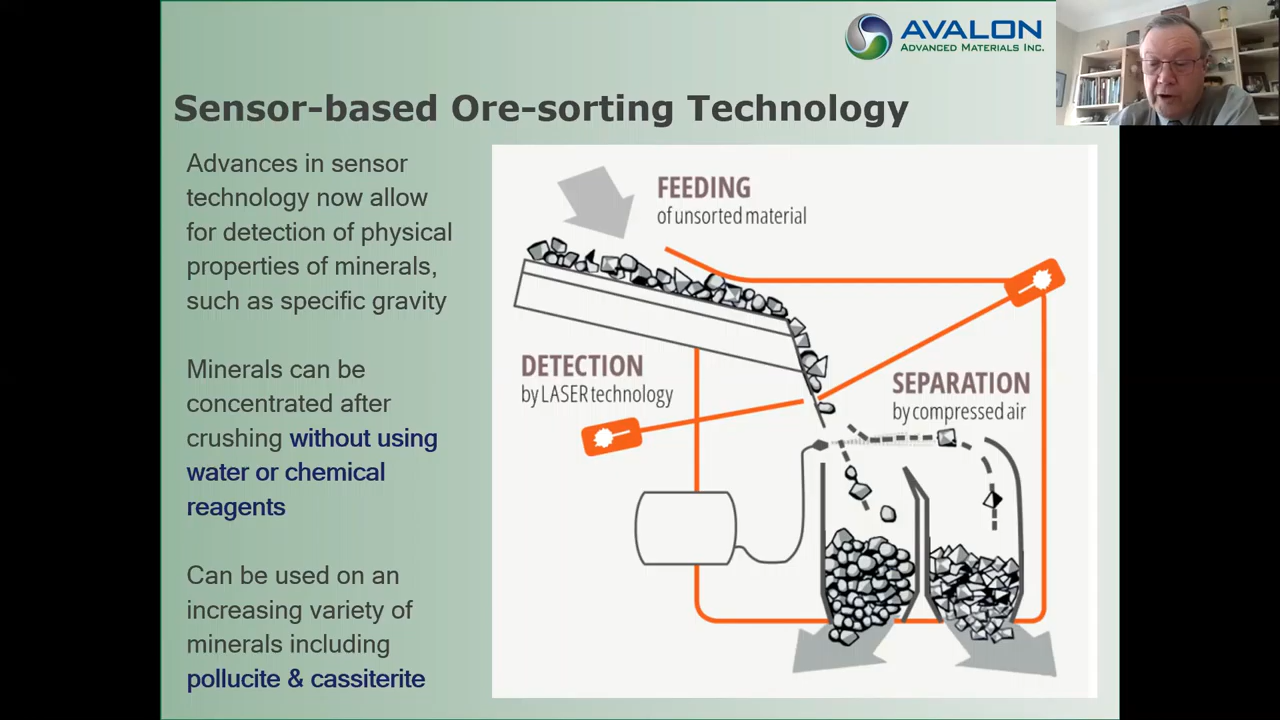 AVALON
ADVANCED MATERIALS INC.
Sensor-based Ore-sorting Technology
Advances in sensor
technology now allow
for detection of physical
properties of minerals,
such as specific gravity
Minerals can be
concentrated after
crushing without using
water or chemical
reagents
Can be used on an
increasing variety of
minerals including
pollucite & cassiterite
FEEDING
of unsorted material
DETECTION
by LASER technology
SEPARATION
by compressed air